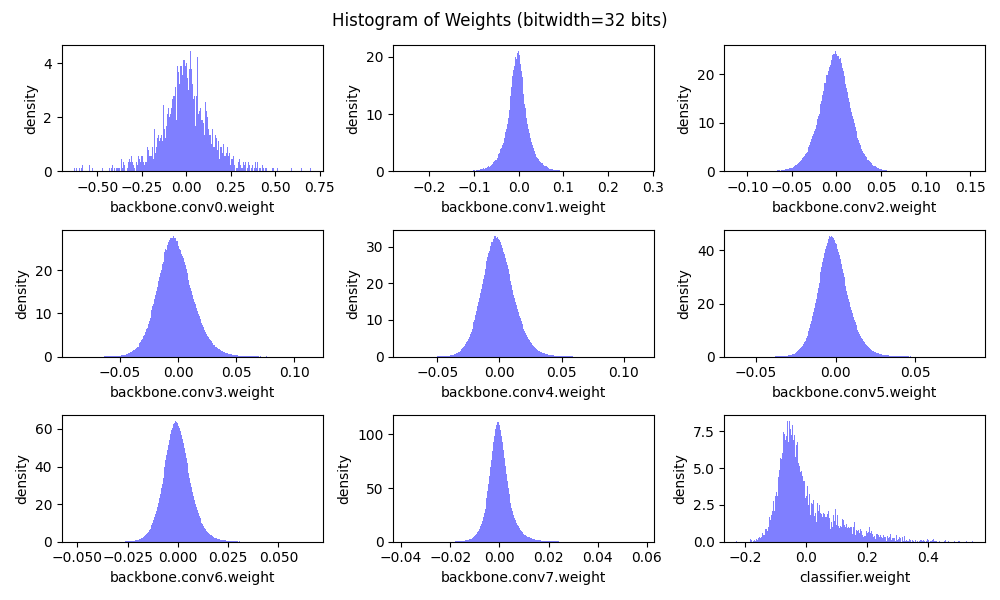 Histogram of Weights (bitwidth=32 bits)
density
4
2
0
−0.50 −0.25 0.00 0.25 0.50 0.75
backbone.conv0.weight
density
20
10
0
−0.2 −0.1 0.0 0.1 0.2 0.3
backbone.conv1.weight
density
20
10
0
−0.10 −0.05 0.00 0.05 0.10 0.15
backbone.conv2.weight
density
20
10
0
−0.05 0.00 0.05 0.10
backbone.conv3.weight
density
30
20
10
0
−0.05 0.00 0.05 0.10
backbone.conv4.weight
density
40
20
0
−0.05 0.00 0.05
backbone.conv5.weight
density
60
40
20
0
−0.050 −0.025 0.000 0.025 0.050
backbone.conv6.weight
density
100
50
0
−0.04 −0.02 0.00 0.02 0.04 0.06
backbone.conv7.weight
density
7.5
5.0
2.5
0.0
−0.2 0.0 0.2 0.4
classifier.weight